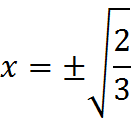 x = ±√(2/3)